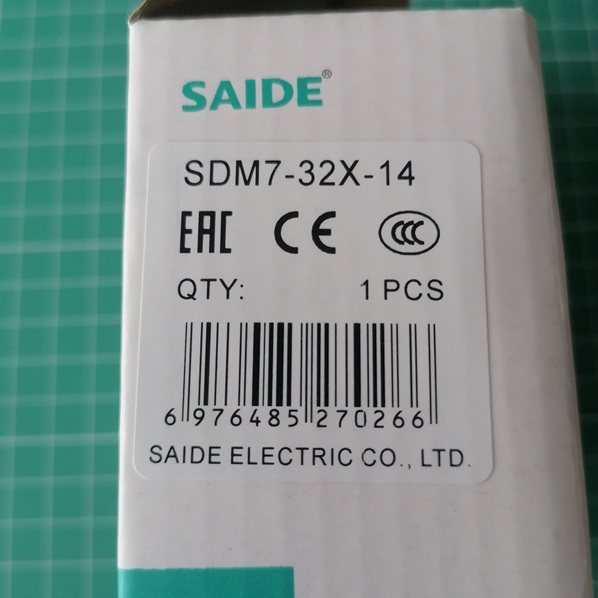 SAIDE®
SDM7-32X-14
EAC CE CCC
QTY: 1 PCS
6 976485 270266
SAIDE ELECTRIC CO., LTD.